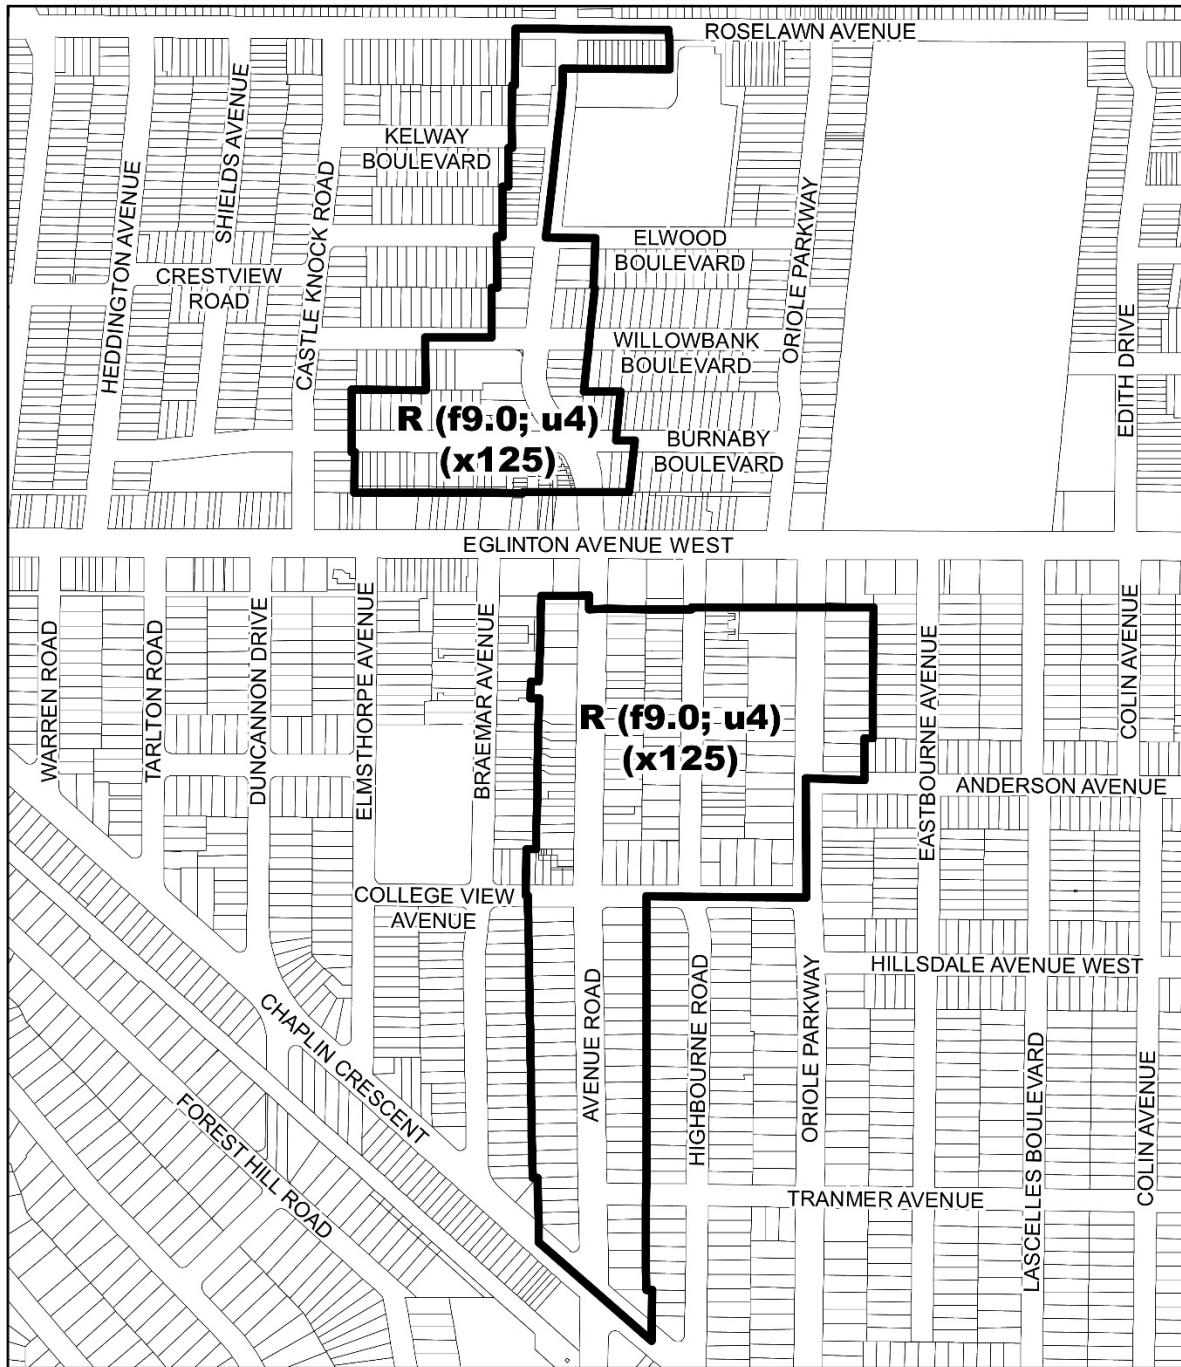 ROSELAWN AVENUE
KELWAY
BOULEVARD
SHIELDS AVENUE
HEDDINGTON AVENUE
CASTLE KNOCK ROAD
ORIOLE PARKWAY
ELWOOD
BOULEVARD
CRESTVIEW
ROAD
WILLOWBANK
BOULEVARD
EDITH DRIVE
R (f9.0; u4)
(x125)
BURNABY
BOULEVARD
EGLINTON AVENUE WEST
WARREN ROAD
TARLTON ROAD
DUNCANNON DRIVE
ELMSTHORPE AVENUE
BRAEMAR AVENUE
R (f9.0; u4)
(x125)
EASTBOURNE AVENUE
COLIN AVENUE
ANDERSON AVENUE
COLLEGE VIEW
AVENUE
HILLSDALE AVENUE WEST
CHAPLIN CRESCENT
FOREST HILL ROAD
AVENUE ROAD
HIGHBOURNE ROAD
ORIOLE PARKWAY
LASCELLES BOULEVARD
COLIN AVENUE
TRANMER AVENUE